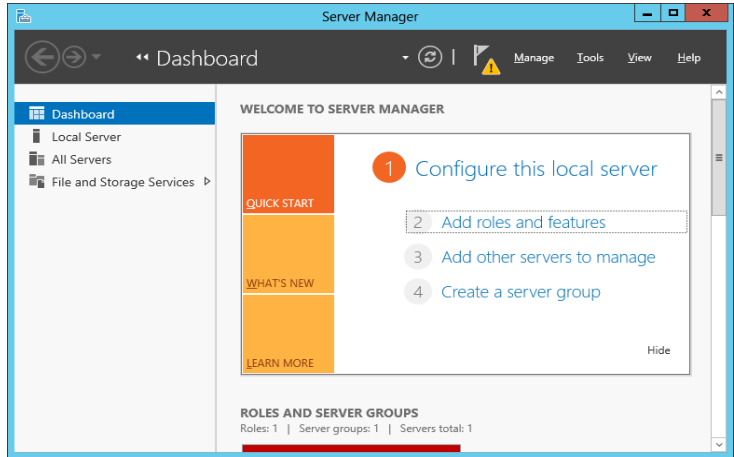 Server Manager
Dashboard
Manage Tools View Help
Dashboard
Local Server
All Servers
File and Storage Services
WELCOME TO SERVER MANAGER
QUICK START
WHAT'S NEW
LEARN MORE
1 Configure this local server
2 Add roles and features
3 Add other servers to manage
4 Create a server group
Hide
ROLES AND SERVER GROUPS
Roles: 1 | Server groups: 1 | Servers total: 1